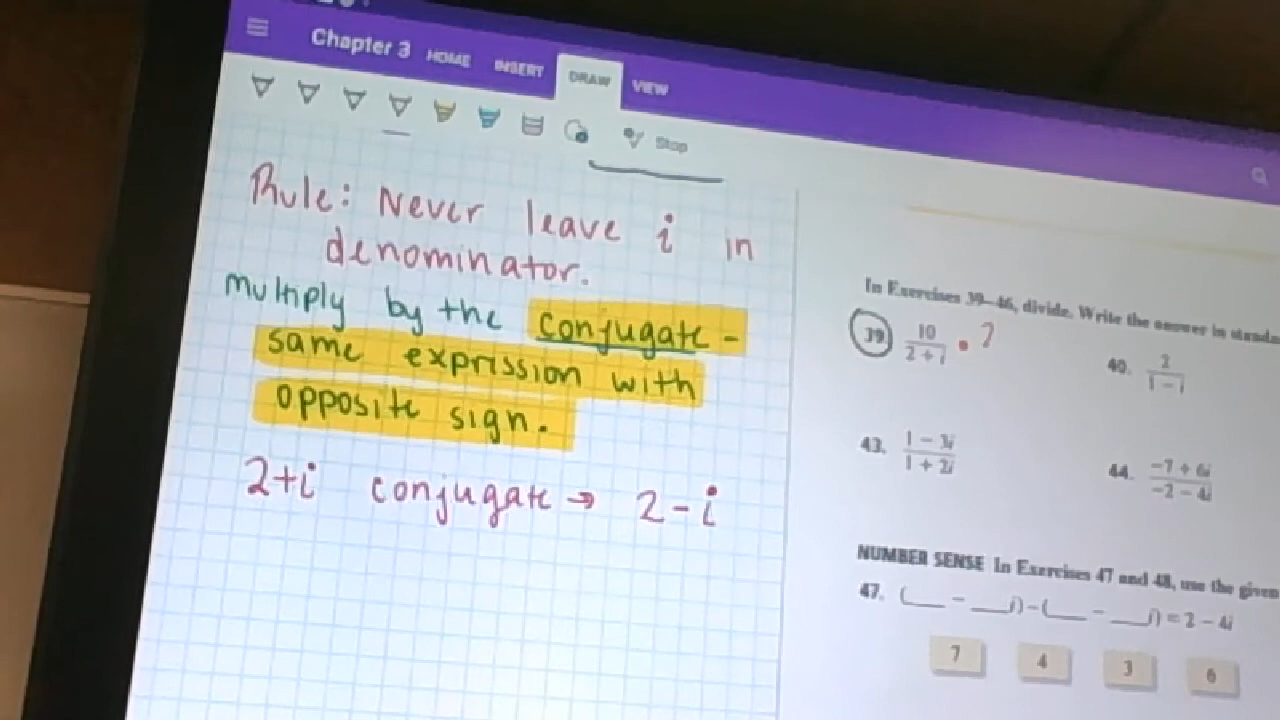 Chapter 3 HOME INSERT DRAW VIEW
Stop
Rule: Never leave i in
denominator.
multiply by the conjugate -
same exprission with
opposite sign.
2+i conjugate → 2-i
In Exercises 39–46, divide. Write the answer in standa
39. 10/2+i • ?
40. 2/1-i
43. 1-3i/1+2i
44. -7+6i/-2-4i
NUMBER SENSE In Exercises 47 and 48, use the given
47. (___ - ___i) - (___ - ___i) = 2 - 4i
7 4 3 6